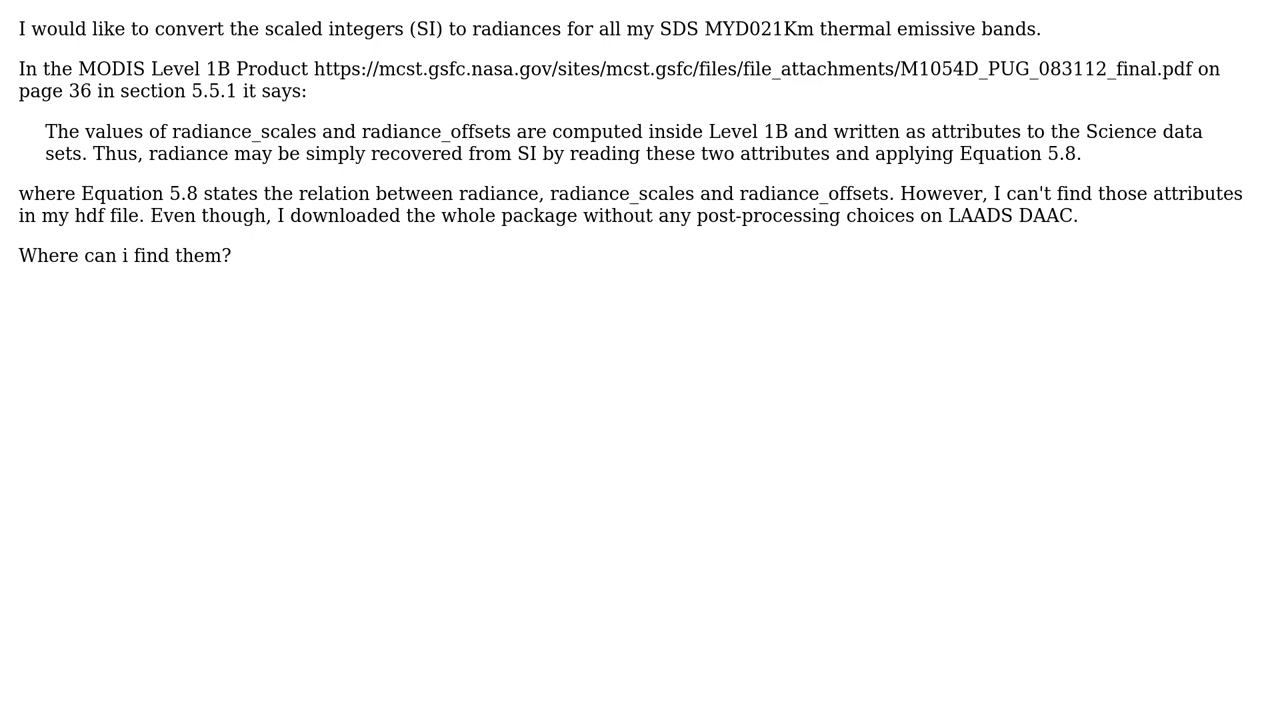 I would like to convert the scaled integers (SI) to radiances for all my SDS MYD021Km thermal emissive bands.
In the MODIS Level 1B Product https://mcst.gsfc.nasa.gov/sites/mcst.gsfc/files/file_attachments/M1054D_PUG_083112_final.pdf on
page 36 in section 5.5.1 it says:
The values of radiance_scales and radiance_offsets are computed inside Level 1B and written as attributes to the Science data
sets. Thus, radiance may be simply recovered from SI by reading these two attributes and applying Equation 5.8.
where Equation 5.8 states the relation between radiance, radiance_scales and radiance_offsets. However, I can't find those attributes
in my hdf file. Even though, I downloaded the whole package without any post-processing choices on LAADS DAAC.
Where can i find them?